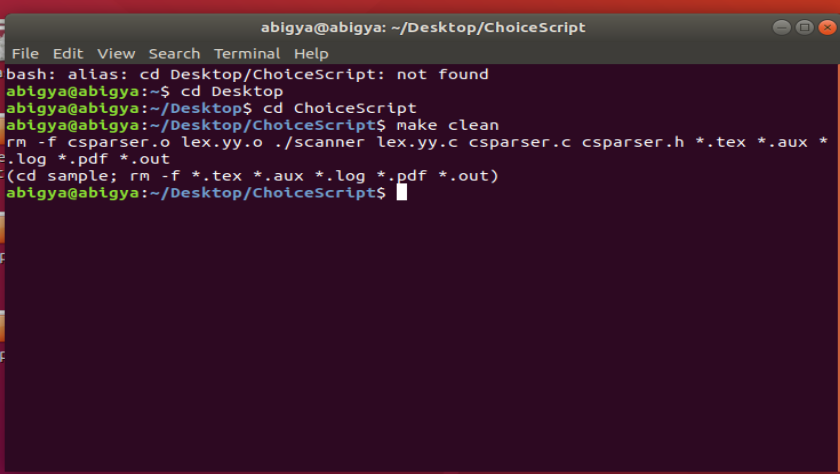 abigya@abigya: ~/Desktop/ChoiceScript
File Edit View Search Terminal Help
bash: alias: cd Desktop/ChoiceScript: not found
abigya@abigya:~$ cd Desktop
abigya@abigya:~/Desktop$ cd ChoiceScript
abigya@abigya:~/Desktop/ChoiceScript$ make clean
rm -f csparser.o lex.yy.o ./scanner lex.yy.c csparser.c csparser.h *.tex *.aux *
.log *.pdf *.out
(cd sample; rm -f *.tex *.aux *.log *.pdf *.out)
abigya@abigya:~/Desktop/ChoiceScript$